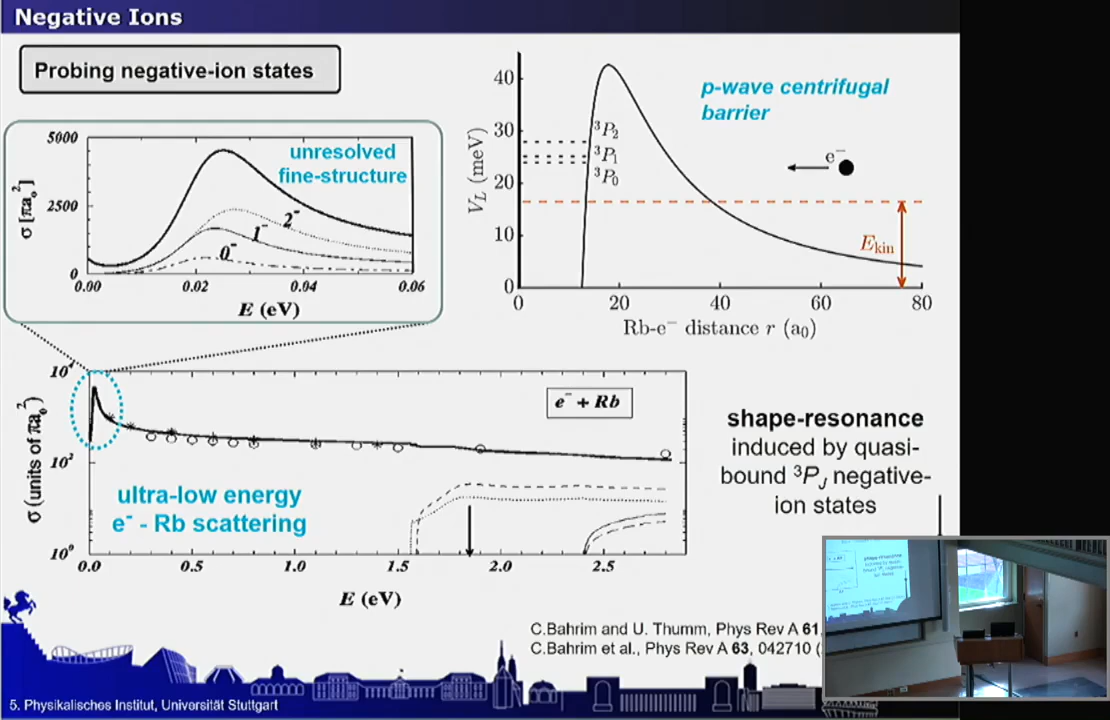 Negative Ions
Probing negative-ion states
5000
2500
0
σ [πa₀²]
unresolved
fine-structure
2⁻
1⁻
0⁻
0.00 0.02 0.04 0.06
E (eV)
40
30
20
10
0
V_L (meV)
p-wave centrifugal
barrier
³P₂
³P₁
³P₀
e⁻
E_kin
0 20 40 60 80
Rb-e⁻ distance r (a₀)
10⁴
10²
10⁰
σ (units of πa₀²)
e⁻ + Rb
ultra-low energy
e⁻ - Rb scattering
0.0 0.5 1.0 1.5 2.0 2.5
E (eV)
shape-resonance
induced by quasi-
bound ³P_J negative-
ion states
C.Bahrim and U. Thumm, Phys Rev A 61,
C.Bahrim et al., Phys Rev A 63, 042710 (
5. Physikalisches Institut, Universität Stuttgart